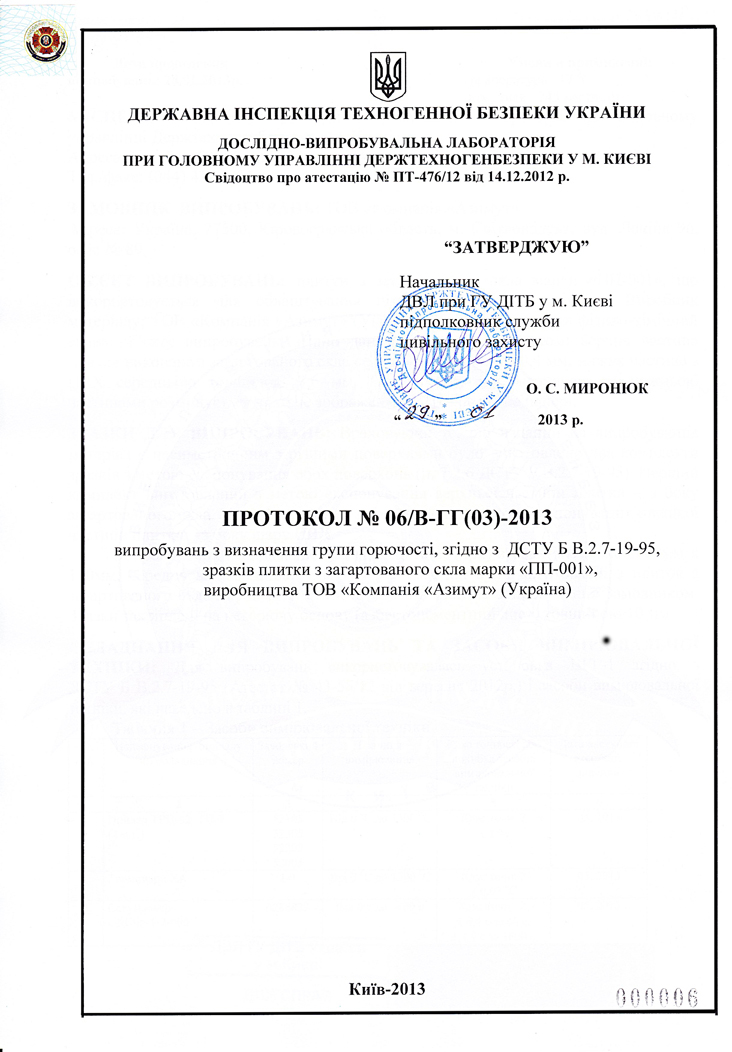 ДЕРЖАВНА ІНСПЕКЦІЯ ТЕХНОГЕННОЇ БЕЗПЕКИ УКРАЇНИ
ДОСЛІДНО-ВИПРОБУВАЛЬНА ЛАБОРАТОРІЯ
ПРИ ГОЛОВНОМУ УПРАВЛІННІ ДЕРЖТЕХНОГЕНБЕЗПЕКИ У М. КИЄВІ
Свідоцтво про атестацію № ПТ-476/12 від 14.12.2012 р.
“ЗАТВЕРДЖУЮ”
Начальник
ДВЛ при ГУ ДІТБ у м. Києві
підполковник служби
цивільного захисту
О. С. МИРОНЮК
“29” 01 2013 р.
ПРОТОКОЛ № 06/В-ГГ(03)-2013
випробувань з визначення групи горючості, згідно з ДСТУ Б В.2.7-19-95,
зразків плитки з загартованого скла марки «ПП-001»,
виробництва ТОВ «Компанія «Азимут» (Україна)
Київ-2013
000006